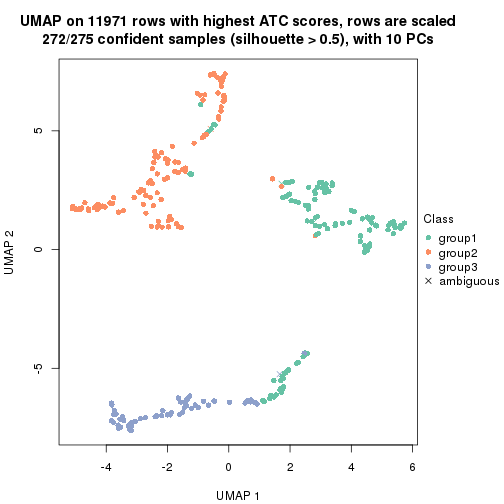 UMAP on 11971 rows with highest ATC scores, rows are scaled
272/275 confident samples (silhouette > 0.5), with 10 PCs
5
0
-5
UMAP 2
-4
-2
0
2
4
6
UMAP 1
Class
group1
group2
group3
ambiguous